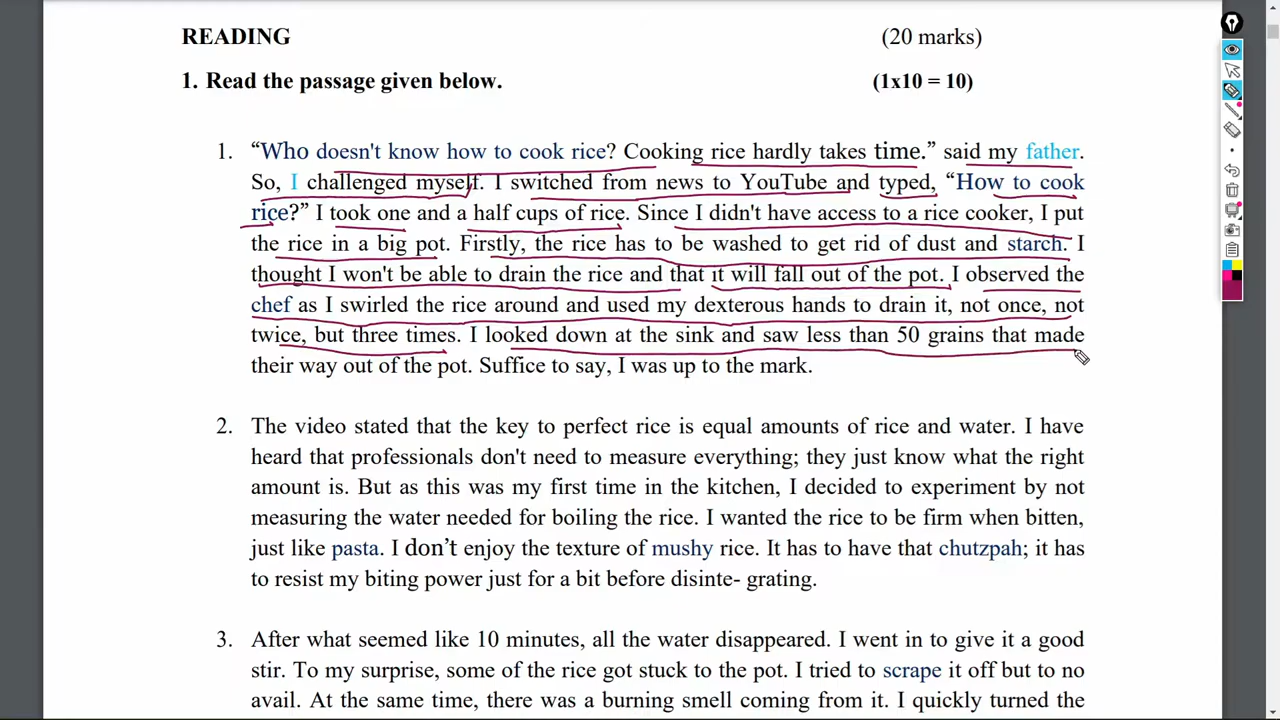 READING (20 marks)
1. Read the passage given below. (1x10 = 10)
1. “Who doesn't know how to cook rice? Cooking rice hardly takes time.” said my father.
So, I challenged myself. I switched from news to YouTube and typed, “How to cook
rice?” I took one and a half cups of rice. Since I didn't have access to a rice cooker, I put
the rice in a big pot. Firstly, the rice has to be washed to get rid of dust and starch. I
thought I won't be able to drain the rice and that it will fall out of the pot. I observed the
chef as I swirled the rice around and used my dexterous hands to drain it, not once, not
twice, but three times. I looked down at the sink and saw less than 50 grains that made
their way out of the pot. Suffice to say, I was up to the mark.
2. The video stated that the key to perfect rice is equal amounts of rice and water. I have
heard that professionals don't need to measure everything; they just know what the right
amount is. But as this was my first time in the kitchen, I decided to experiment by not
measuring the water needed for boiling the rice. I wanted the rice to be firm when bitten,
just like pasta. I don’t enjoy the texture of mushy rice. It has to have that chutzpah; it has
to resist my biting power just for a bit before disinte- grating.
3. After what seemed like 10 minutes, all the water disappeared. I went in to give it a good
stir. To my surprise, some of the rice got stuck to the pot. I tried to scrape it off but to no
avail. At the same time, there was a burning smell coming from it. I quickly turned the